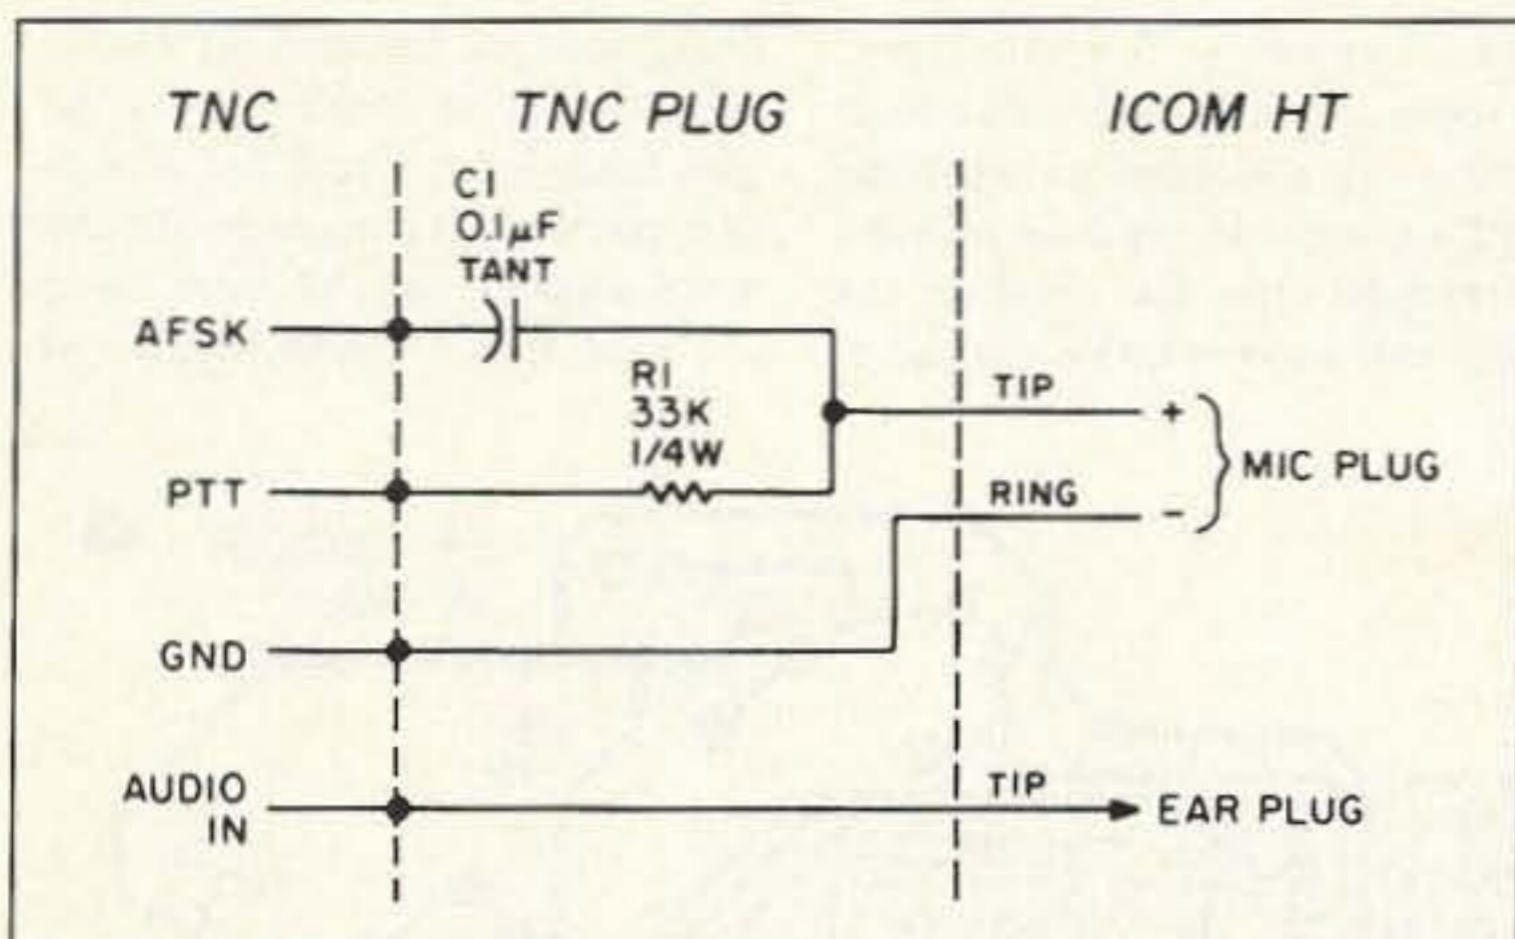 TNC
TNC PLUG
ICOM HT
C1
0.1µF
TANT
AFSK
R1
33K
1/4W
TIP
+
MIC PLUG
PTT
RING
-
GND
AUDIO
IN
TIP
EAR PLUG